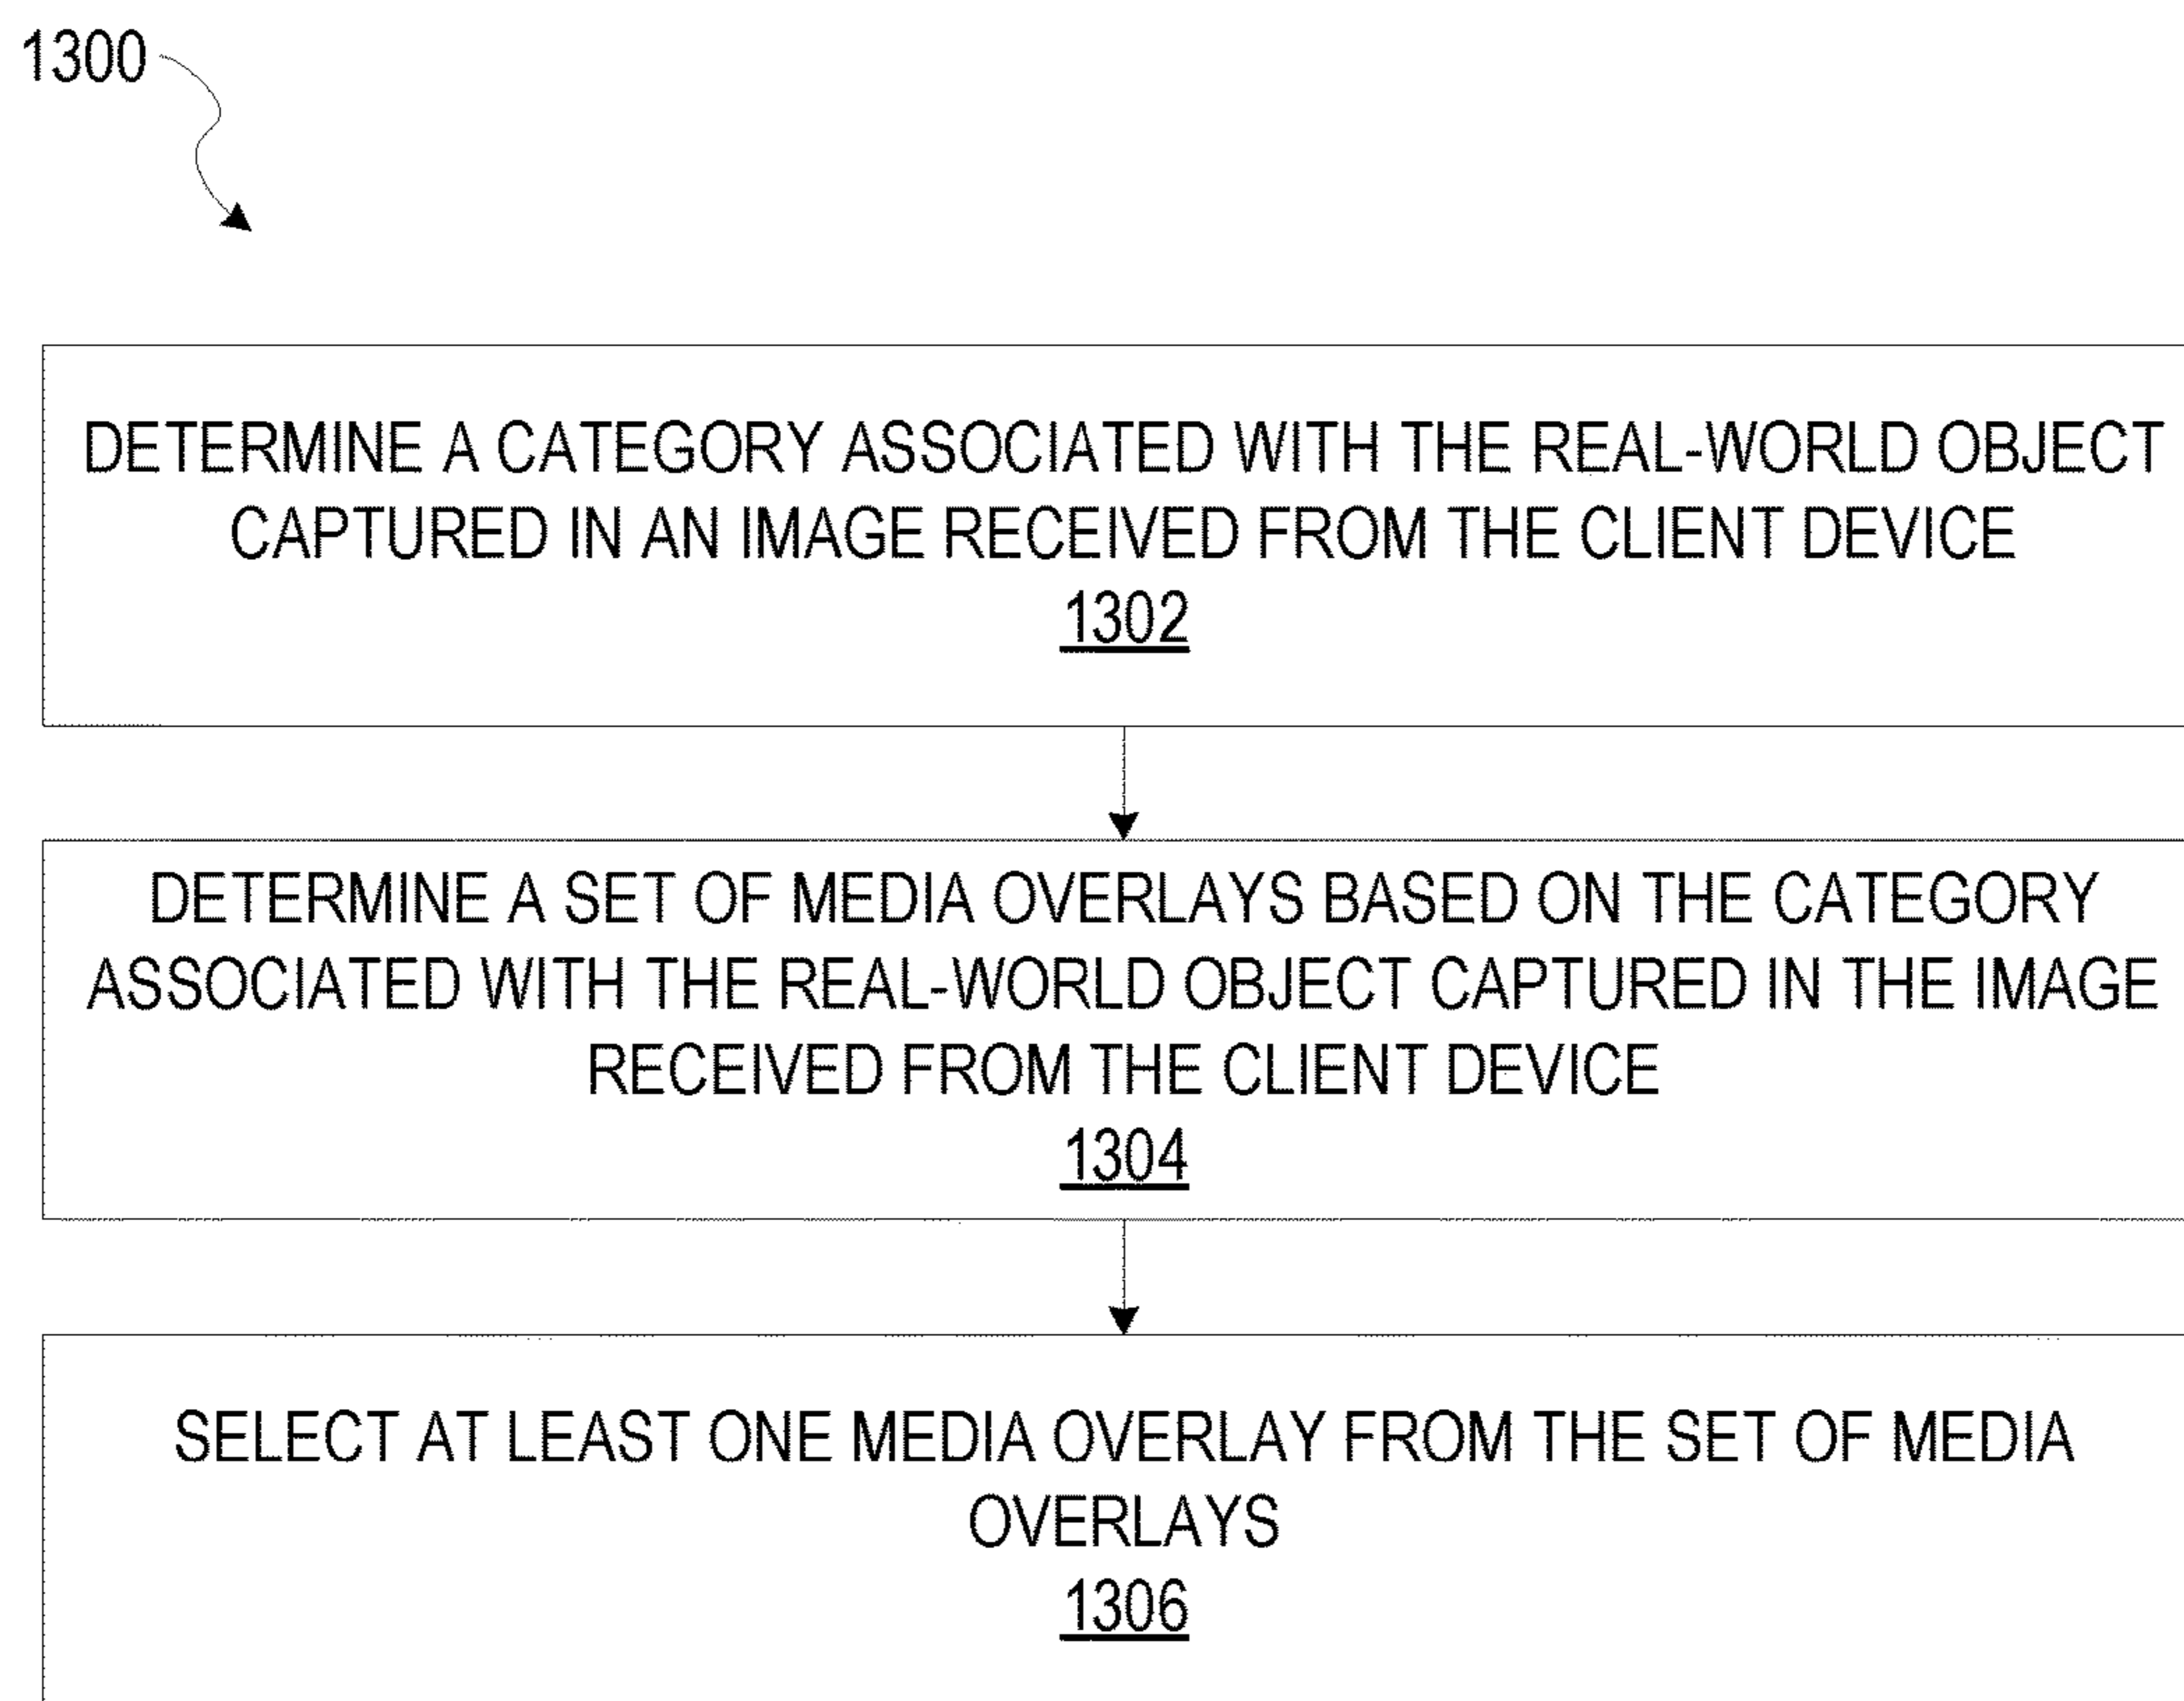 1300
DETERMINE A CATEGORY ASSOCIATED WITH THE REAL-WORLD OBJECT
CAPTURED IN AN IMAGE RECEIVED FROM THE CLIENT DEVICE
1302
DETERMINE A SET OF MEDIA OVERLAYS BASED ON THE CATEGORY
ASSOCIATED WITH THE REAL-WORLD OBJECT CAPTURED IN THE IMAGE
RECEIVED FROM THE CLIENT DEVICE
1304
SELECT AT LEAST ONE MEDIA OVERLAY FROM THE SET OF MEDIA
OVERLAYS
1306